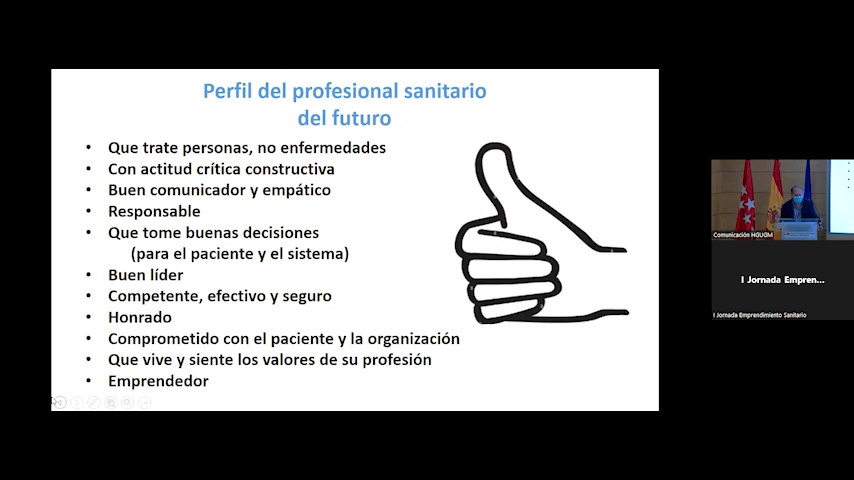 Perfil del profesional sanitario
del futuro
• Que trate personas, no enfermedades
• Con actitud crítica constructiva
• Buen comunicador y empático
• Responsable
• Que tome buenas decisiones
(para el paciente y el sistema)
• Buen líder
• Competente, efectivo y seguro
• Honrado
• Comprometido con el paciente y la organización
• Que vive y siente los valores de su profesión
• Emprendedor
Comunicación HGUGM
I Jornada Empren...
I Jornada Emprendimiento Sanitario